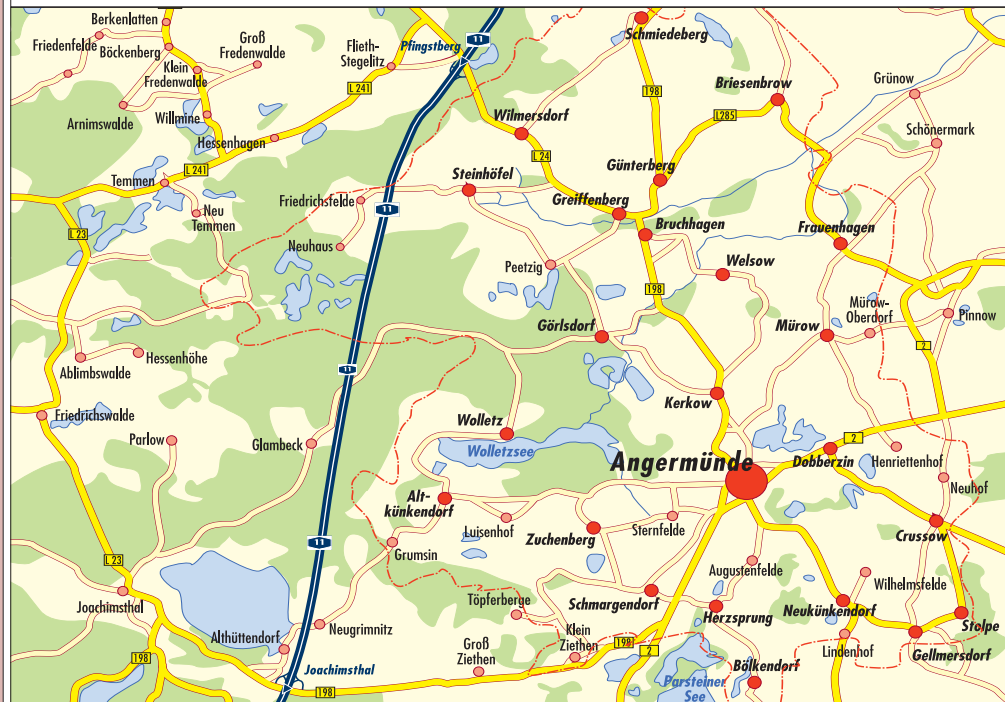 Berkenlatten
Friedenfelde
Böckenberg
Groß
Fredenwalde
Klein
Fredenwalde
Flieth-
Stegelitz
Pfingstberg
11
Schmiedeberg
L 241
198
Briesenbrow
Grünow
Arnimswalde
Willmine
Hessenhagen
Wilmersdorf
L285
Schönermark
L 241
Temmen
L 24
Günterberg
Steinhöfel
Friedrichsfelde
11
Greiffenberg
Neu
Temmen
Bruchhagen
Frauenhagen
L 23
Neuhaus
Peetzig
Welsow
198
Mürow-
Oberdorf
Pinnow
Görlsdorf
Mürow
2
Hessenhöhe
Ablimbswalde
11
Kerkow
Friedrichswalde
Parlow
Glambeck
Wolletz
Wolletzsee
2
Angermünde
Dobberzin
Henriettenhof
Neuhof
Alt-
künkendorf
Luisenhof
Zuchenberg
Sternfelde
Crussow
11
Grumsin
L 23
Augustenfelde
Wilhelmsfelde
Joachimsthal
Töpferberge
Schmargendorf
Herzsprung
Neukünkendorf
Stolpe
Neugrimnitz
Althüttendorf
Klein
Ziethen
Groß
Ziethen
198
2
Lindenhof
Gellmersdorf
198
Joachimsthal
Bölkendorf
Parsteiner
See
198